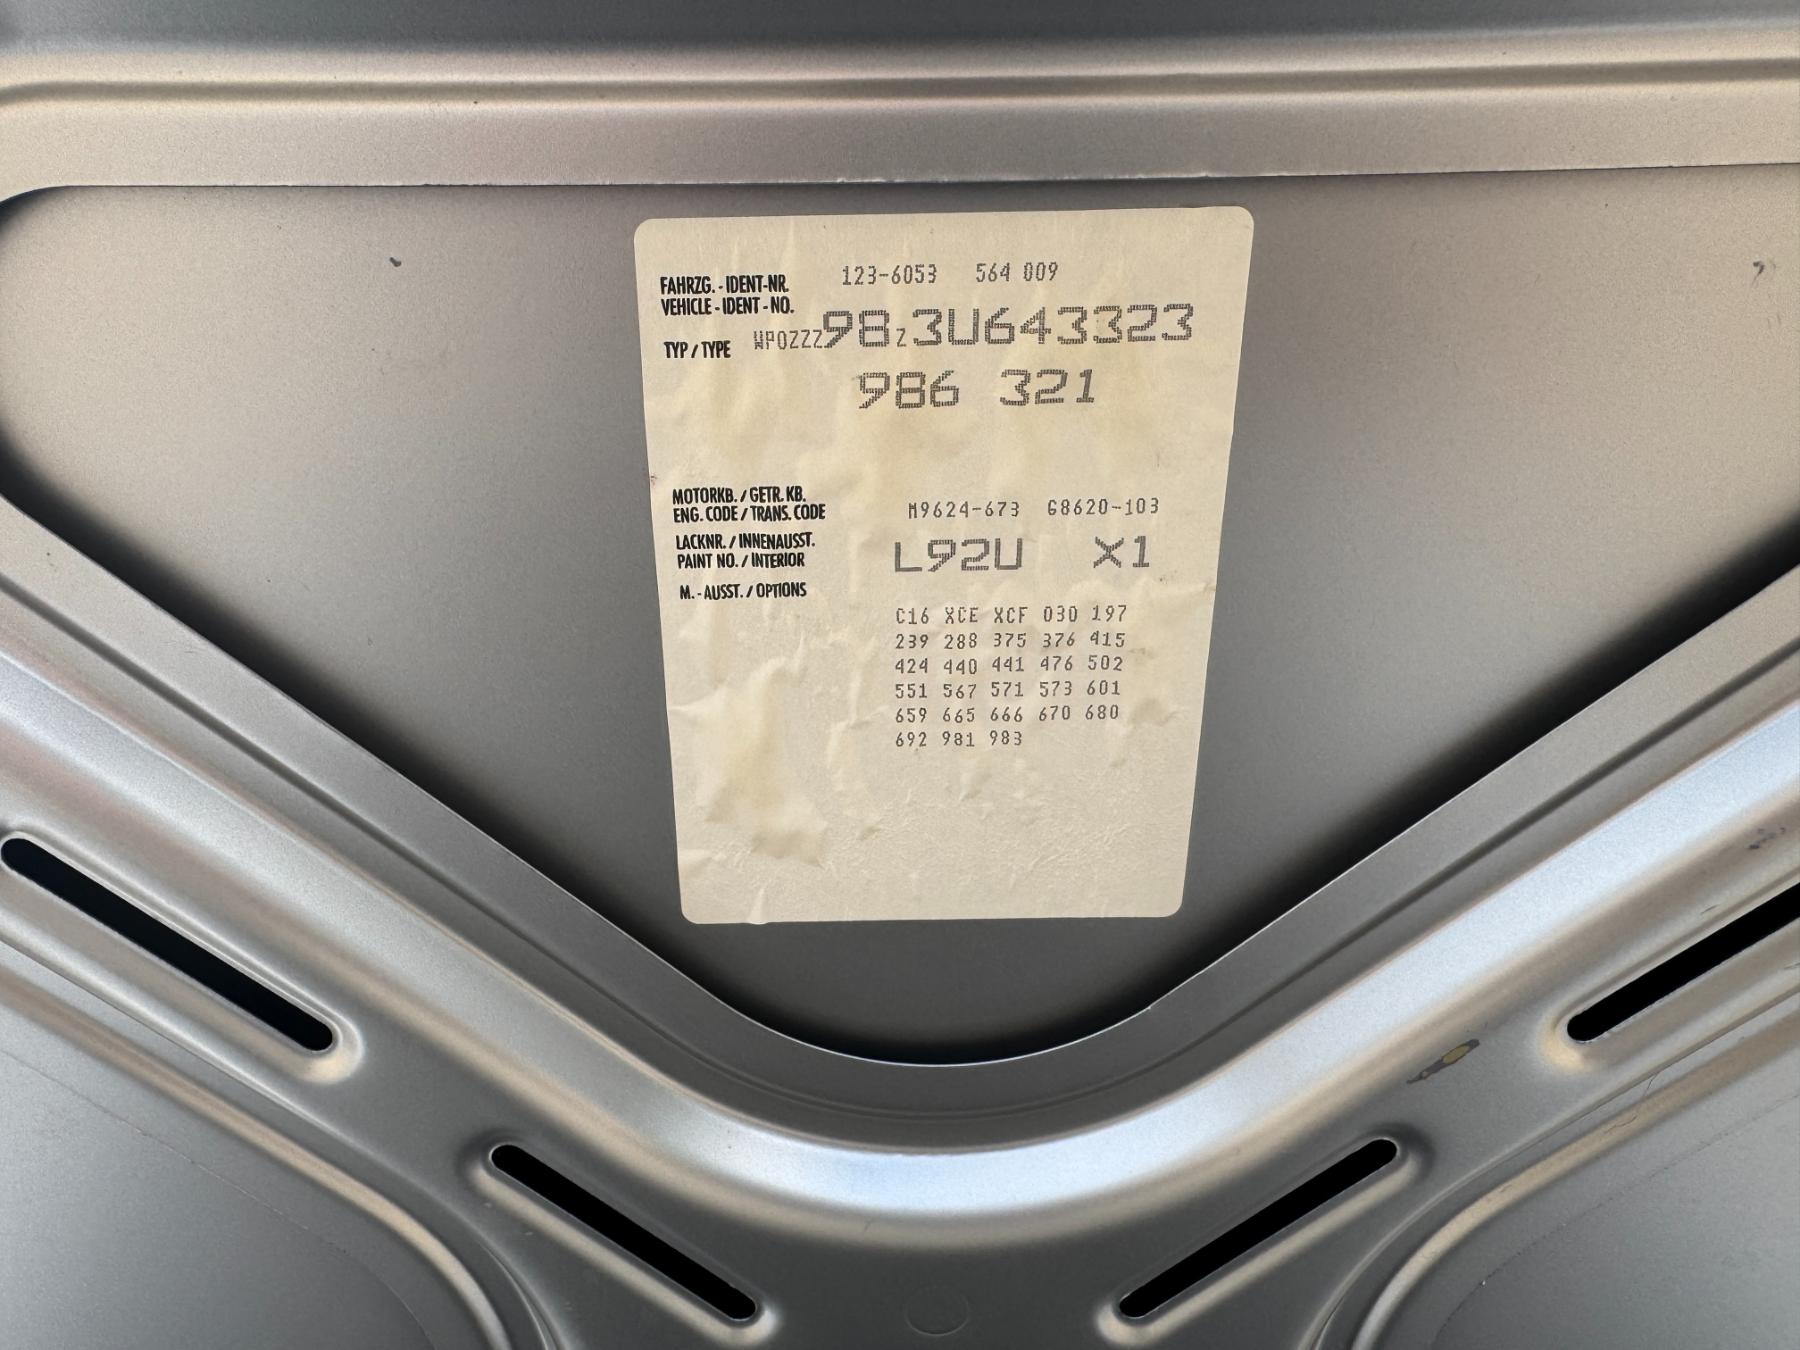 FAHRZG. - IDENT-NR. 123-6053 564 009
VEHICLE - IDENT - NO.
WP0ZZZ98Z3U643323
TYP / TYPE
986 321
MOTORKB. / GETR. KB.
ENG. CODE / TRANS. CODE M9624-673 G8620-103
LACKNR. / INNENAUSST.
PAINT NO. / INTERIOR L92U X1
M. - AUSST. / OPTIONS
C16 XCE XCF 030 197
239 288 375 376 415
424 440 441 476 502
551 567 571 573 601
659 665 666 670 680
692 981 983